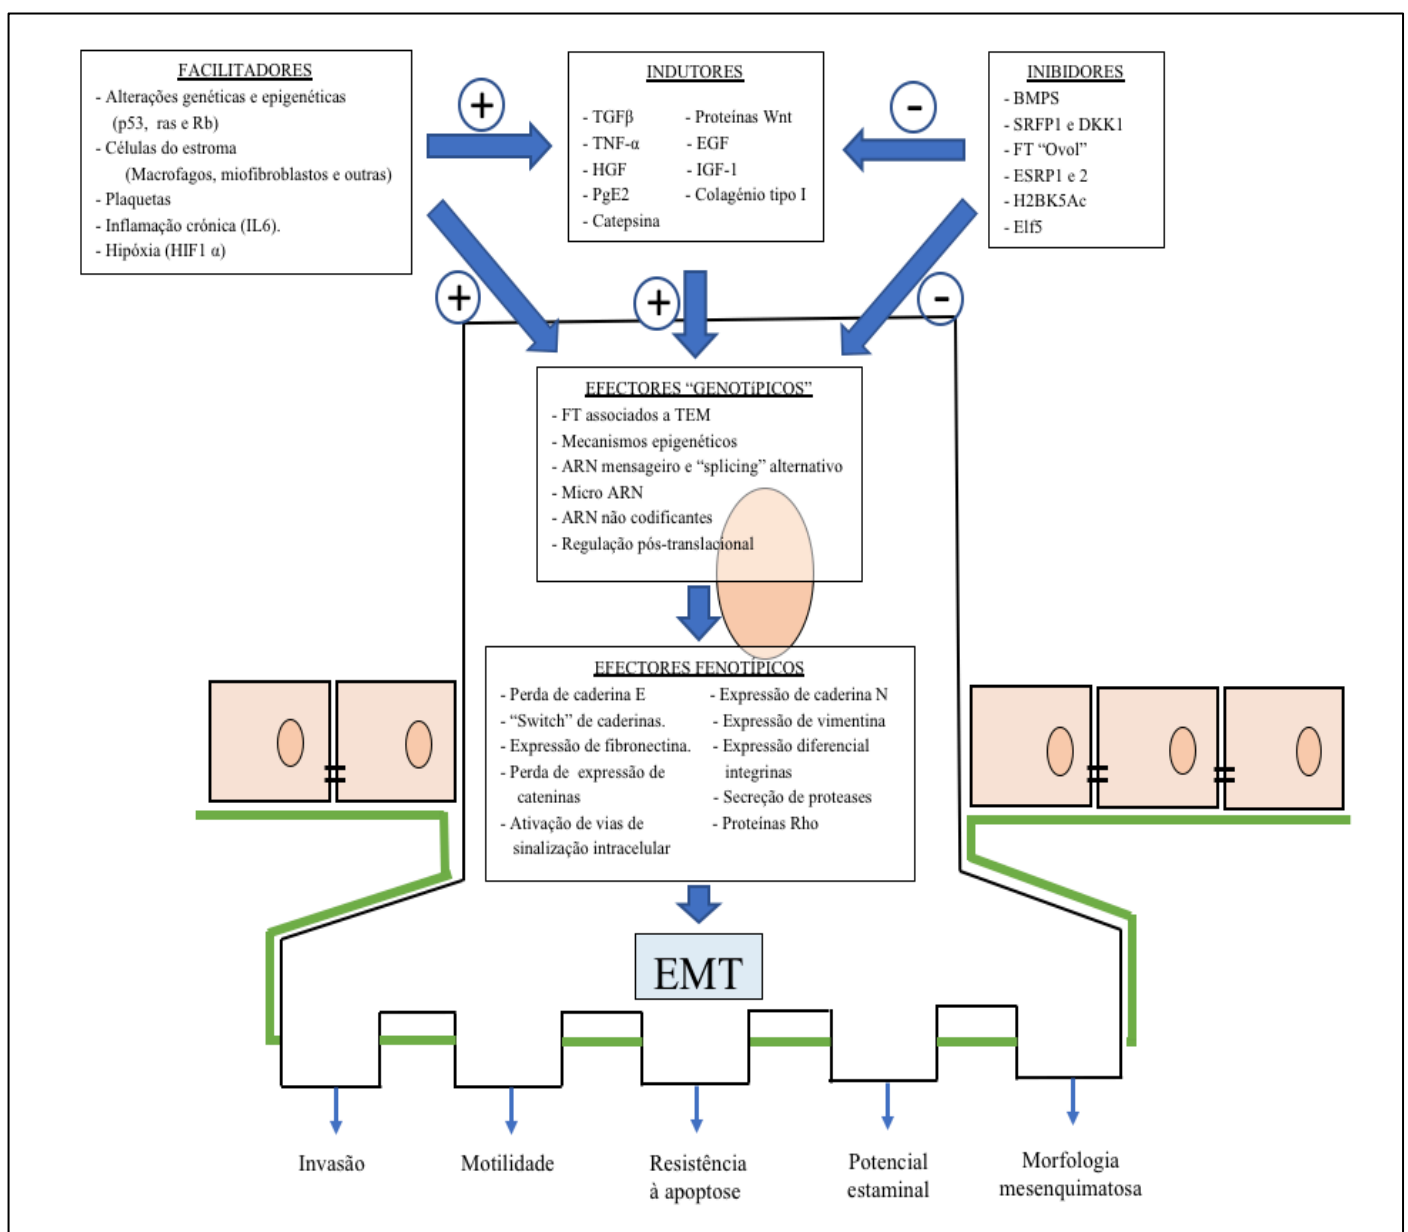 FACILITADORES
- Alterações genéticas e epigenéticas
(p53, ras e Rb)
- Células do estroma
(Macrofagos, miofibroblastos e outras)
- Plaquetas
- Inflamação crónica (IL6).
- Hipóxia (HIF1 α)
+
INDUTORES
- TGFβ
- TNF-α
- HGF
- PgE2
- Catepsina
- Proteínas Wnt
- EGF
- IGF-1
- Colagénio tipo I
-
INIBIDORES
- BMPS
- SRFP1 e DKK1
- FT “Ovol”
- ESRP1 e 2
- H2BK5Ac
- Elf5
+
+
-
EFECTORES “GENOTíPICOS”
- FT associados a TEM
- Mecanismos epigenéticos
- ARN mensageiro e “splicing” alternativo
- Micro ARN
- ARN não codificantes
- Regulação pós-translacional
EFECTORES FENOTÍPICOS
- Perda de caderina E
- “Switch” de caderinas.
- Expressão de fibronectina.
- Perda de expressão de
cateninas
- Ativação de vias de
sinalização intracelular
- Expressão de caderina N
- Expressão de vimentina
- Expressão diferencial
integrinas
- Secreção de proteases
- Proteínas Rho
EMT
Invasão
Motilidade
Resistência
à apoptose
Potencial
estaminal
Morfologia
mesenquimatosa